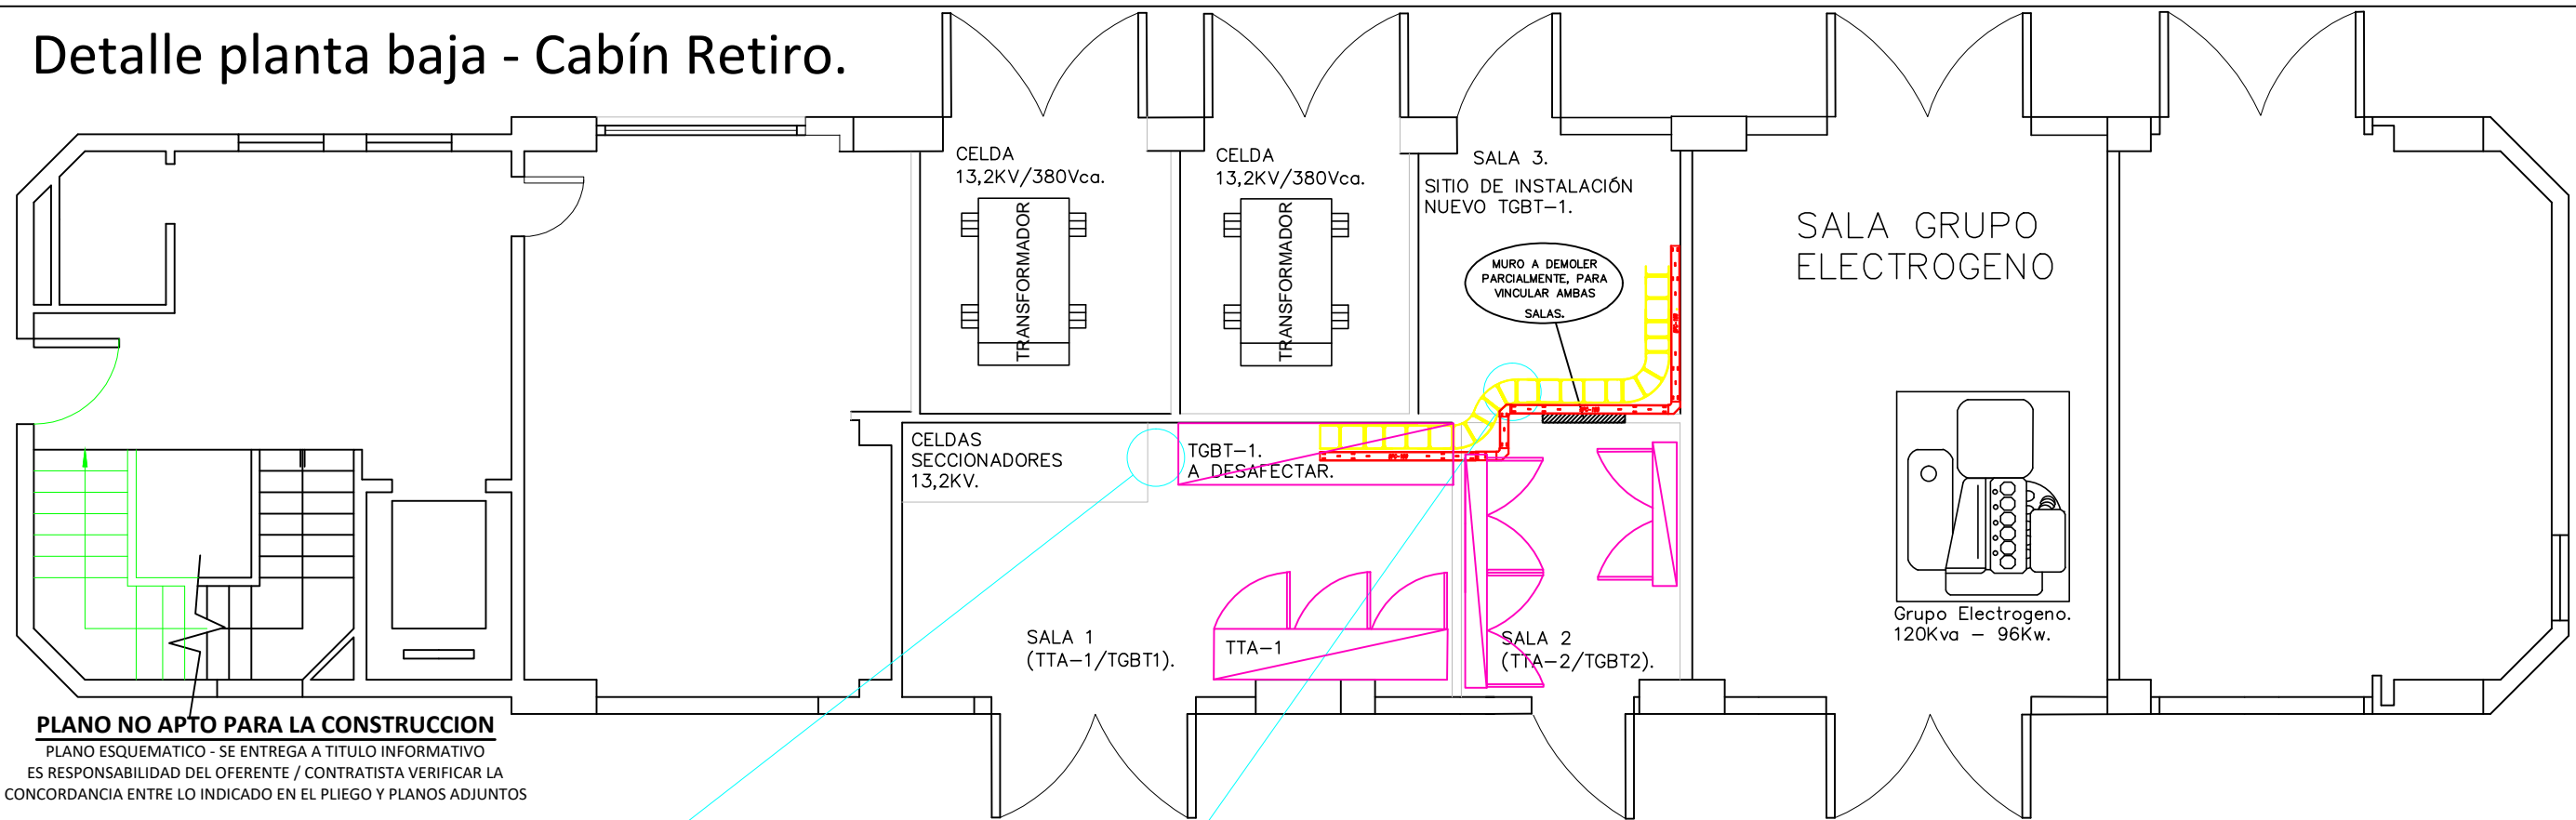 Detalle planta baja - Cabín Retiro.
CELDA
13,2KV/380Vca.
TRANSFORMADOR
CELDA
13,2KV/380Vca.
TRANSFORMADOR
SALA 3.
SITIO DE INSTALACIÓN
NUEVO TGBT-1.
MURO A DEMOLER
PARCIALMENTE, PARA
VINCULAR AMBAS
SALAS.
SALA GRUPO
ELECTROGENO
CELDAS
SECCIONADORES
13,2KV.
TGBT-1.
A DESAFECTAR.
SALA 1
(TTA-1/TGBT1).
TTA-1
SALA 2
(TTA-2/TGBT2).
Grupo Electrogeno.
120Kva - 96Kw.
PLANO NO APTO PARA LA CONSTRUCCION
PLANO ESQUEMATICO - SE ENTREGA A TITULO INFORMATIVO
ES RESPONSABILIDAD DEL OFERENTE / CONTRATISTA VERIFICAR LA
CONCORDANCIA ENTRE LO INDICADO EN EL PLIEGO Y PLANOS ADJUNTOS